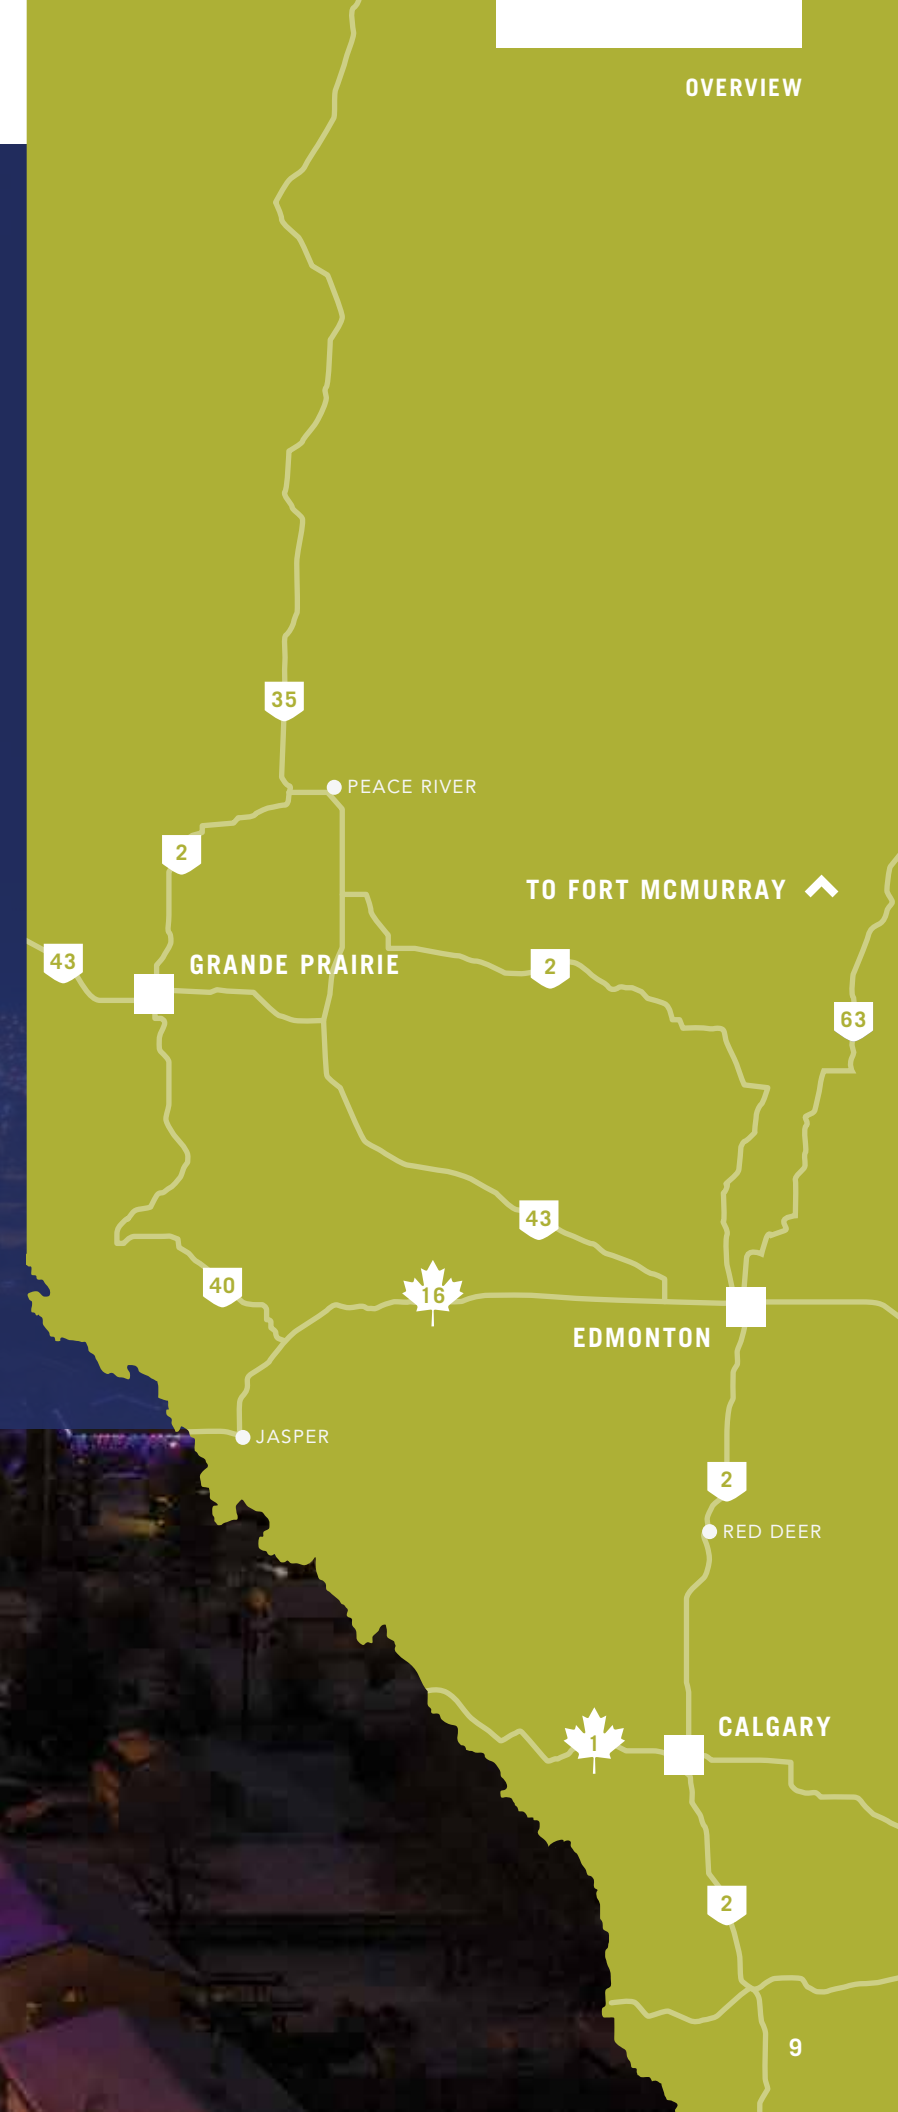 OVERVIEW
35
PEACE RIVER
2
TO FORT MCMURRAY
43
GRANDE PRAIRIE
2
63
43
40
16
EDMONTON
JASPER
2
RED DEER
CALGARY
1
2
9